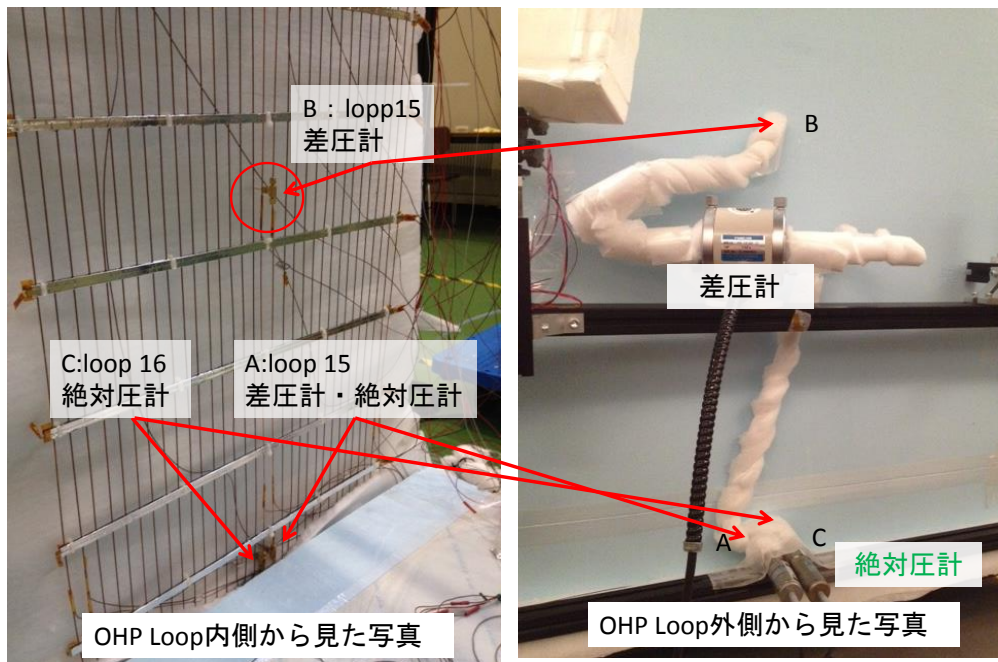 B：lopp15
差圧計
C:loop 16
絶対圧計
A:loop 15
差圧計・絶対圧計
OHP Loop内側から見た写真
B
差圧計
A
C
絶対圧計
OHP Loop外側から見た写真